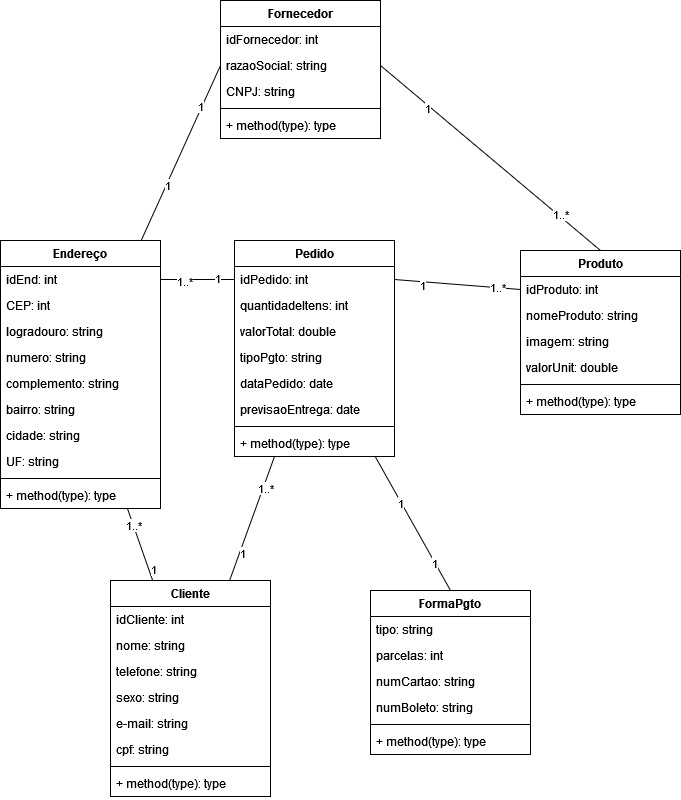 Fornecedor
idFornecedor: int
razaoSocial: string
CNPJ: string
+ method(type): type
1
1
1
1..*
Endereço
idEnd: int
CEP: int
logradouro: string
numero: string
complemento: string
bairro: string
cidade: string
UF: string
+ method(type): type
1..*
1
Pedido
idPedido: int
quantidadeItens: int
valorTotal: double
tipoPgto: string
dataPedido: date
previsaoEntrega: date
+ method(type): type
1
1..*
Produto
idProduto: int
nomeProduto: string
imagem: string
valorUnit: double
+ method(type): type
1..*
1
1..*
1
1
1
Cliente
idCliente: int
nome: string
telefone: string
sexo: string
e-mail: string
cpf: string
+ method(type): type
FormaPgto
tipo: string
parcelas: int
numCartao: string
numBoleto: string
+ method(type): type